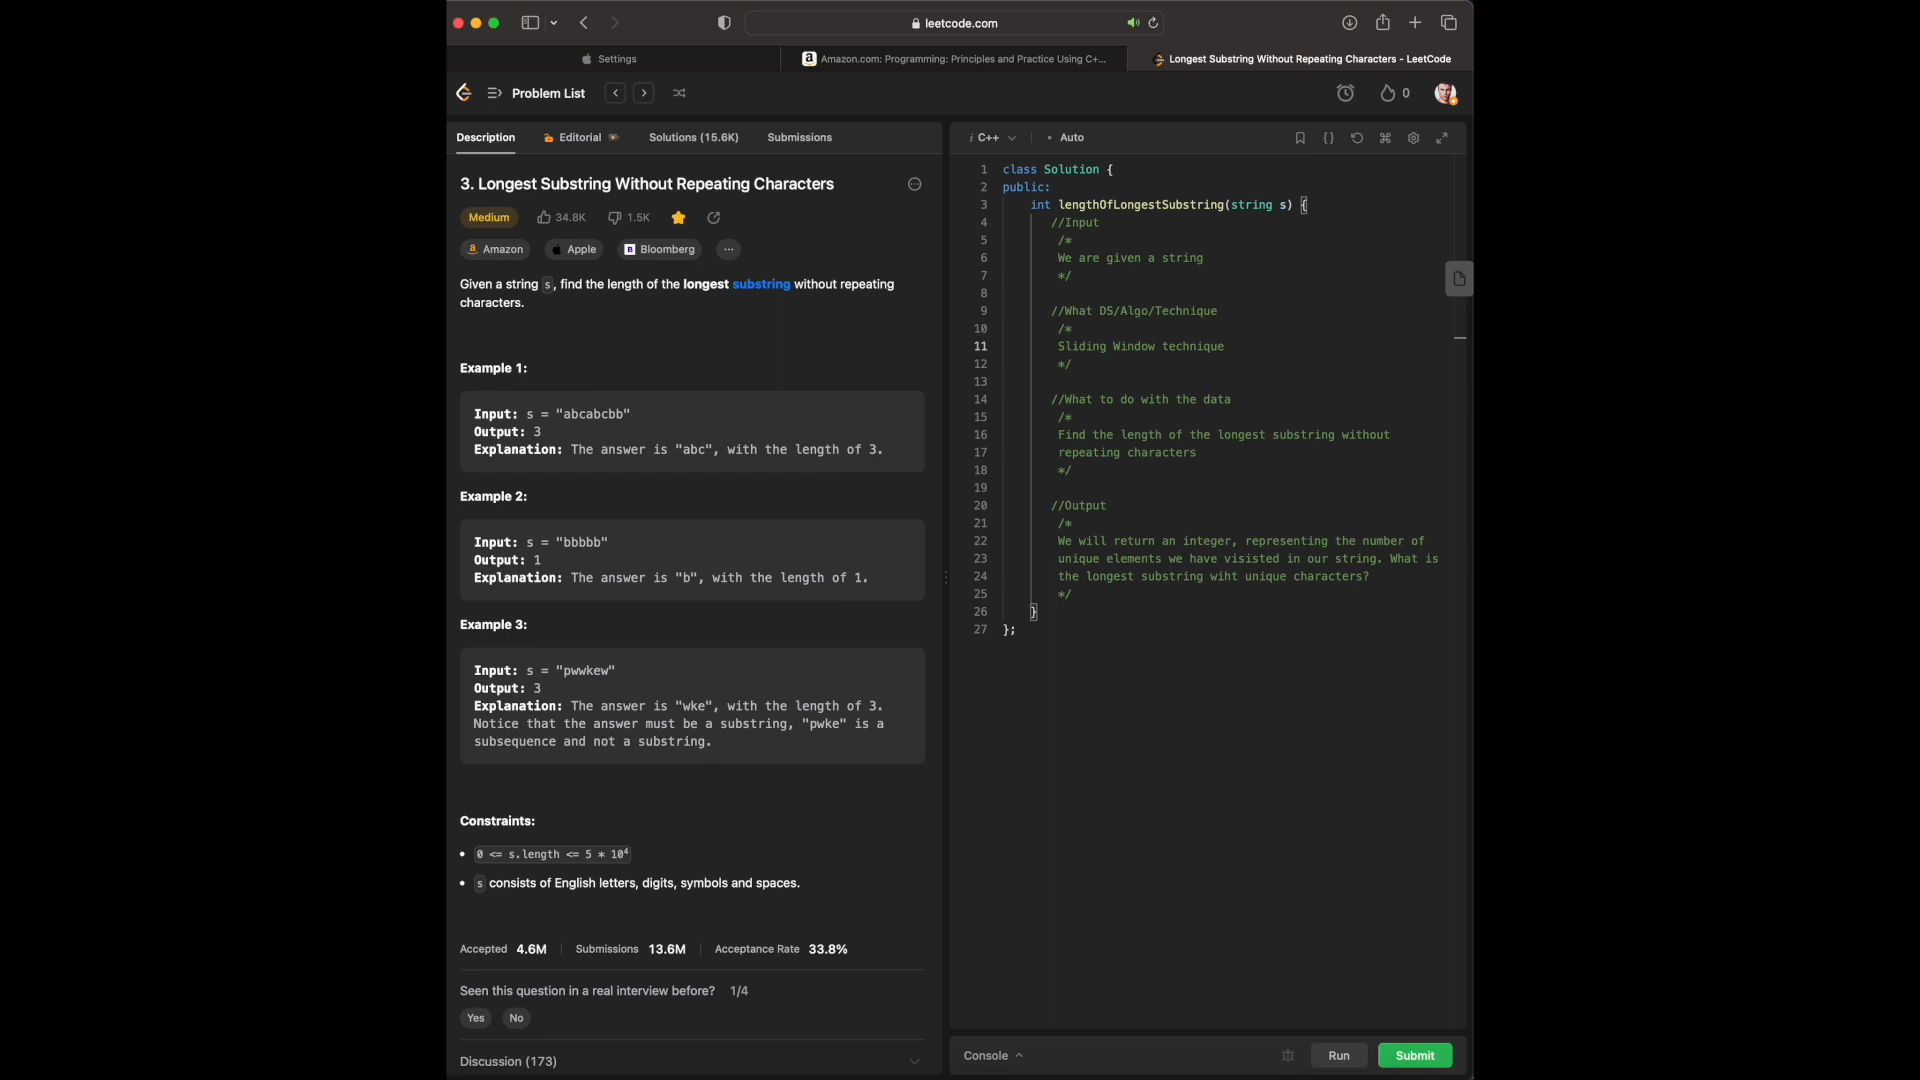 leetcode.com
Settings
Amazon.com: Programming: Principles and Practice Using C+...
Longest Substring Without Repeating Characters - LeetCode
Problem List
0
Description
Editorial
Solutions (15.6K)
Submissions
3. Longest Substring Without Repeating Characters
Medium
34.8K
1.5K
Amazon
Apple
Bloomberg
Given a string s, find the length of the longest substring without repeating
characters.
Example 1:
Input: s = "abcabcbb"
Output: 3
Explanation: The answer is "abc", with the length of 3.
Example 2:
Input: s = "bbbbb"
Output: 1
Explanation: The answer is "b", with the length of 1.
Example 3:
Input: s = "pwwkew"
Output: 3
Explanation: The answer is "wke", with the length of 3.
Notice that the answer must be a substring, "pwke" is a
subsequence and not a substring.
Constraints:
• 0 <= s.length <= 5 * 10⁴
• s consists of English letters, digits, symbols and spaces.
Accepted 4.6M | Submissions 13.6M | Acceptance Rate 33.8%
Seen this question in a real interview before? 1/4
Yes No
Discussion (173)
i C++ • Auto
1 class Solution {
2 public:
3 int lengthOfLongestSubstring(string s) {
4 //Input
5 /*
6 We are given a string
7 */
8
9 //What DS/Algo/Technique
10 /*
11 Sliding Window technique
12 */
13
14 //What to do with the data
15 /*
16 Find the length of the longest substring without
17 repeating characters
18 */
19
20 //Output
21 /*
22 We will return an integer, representing the number of
23 unique elements we have visisted in our string. What is
24 the longest substring wiht unique characters?
25 */
26 }
27 };
Console
Run
Submit